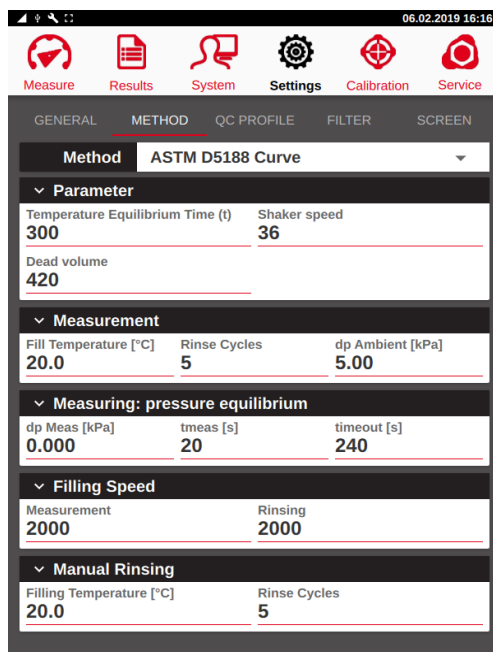 06.02.2019 16:16
Measure Results System Settings Calibration Service
GENERAL METHOD QC PROFILE FILTER SCREEN
Method ASTM D5188 Curve
Parameter
Temperature Equilibrium Time (t) Shaker speed
300 36
Dead volume
420
Measurement
Fill Temperature [°C] Rinse Cycles dp Ambient [kPa]
20.0 5 5.00
Measuring: pressure equilibrium
dp Meas [kPa] tmeas [s] timeout [s]
0.000 20 240
Filling Speed
Measurement Rinsing
2000 2000
Manual Rinsing
Filling Temperature [°C] Rinse Cycles
20.0 5